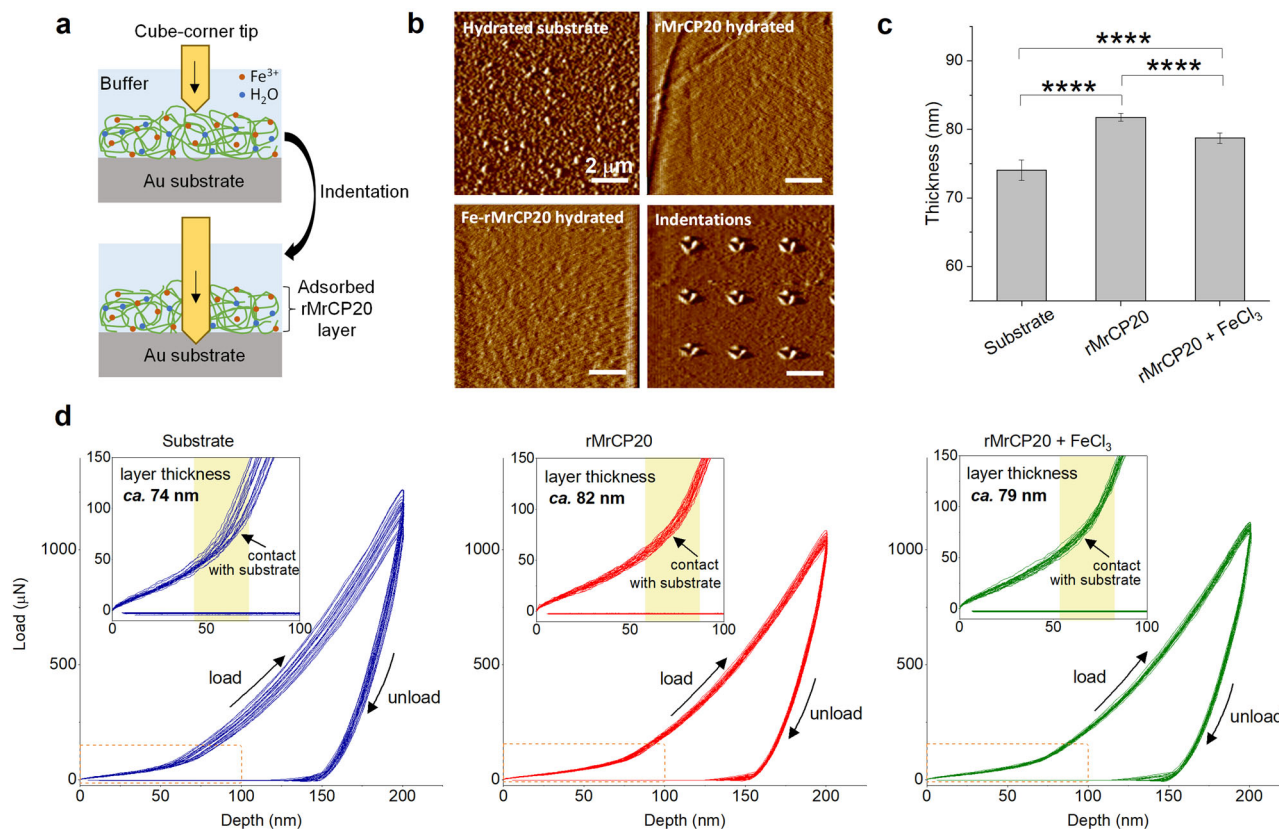 a
Cube-corner tip
Buffer
Fe³⁺
H₂O
Au substrate
Indentation
Adsorbed
rMrCP20
layer
Au substrate
b
Hydrated substrate
2 μm
rMrCP20 hydrated
Fe-rMrCP20 hydrated
Indentations
c
****
****
****
Thickness (nm)
90
80
70
60
Substrate
rMrCP20
rMrCP20 + FeCl₃
d
Substrate
Load (μN)
1000
500
0
0 50 100 150 200
Depth (nm)
150
100
50
0
0 50 100
layer thickness
ca. 74 nm
contact
with substrate
load
unload
rMrCP20
1000
500
0
0 50 100 150 200
Depth (nm)
150
100
50
0
0 50 100
layer thickness
ca. 82 nm
contact
with substrate
load
unload
rMrCP20 + FeCl₃
1000
500
0
0 50 100 150 200
Depth (nm)
150
100
50
0
0 50 100
layer thickness
ca. 79 nm
contact
with substrate
load
unload